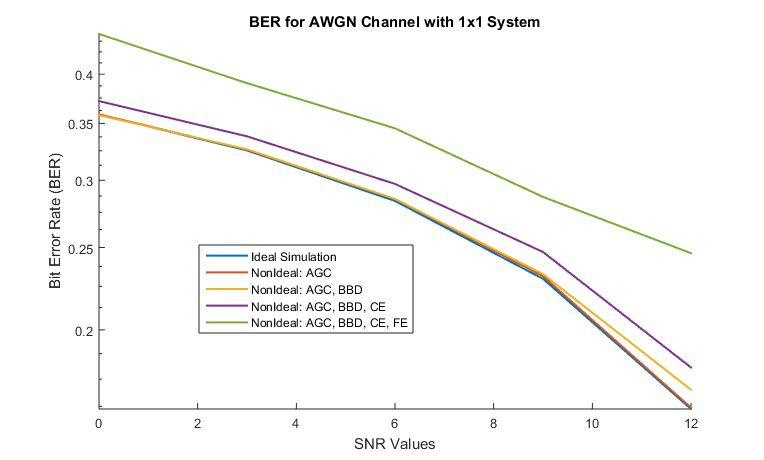 BER for AWGN Channel with 1x1 System
Bit Error Rate (BER)
0.4
0.35
0.3
0.25
0.2
Ideal Simulation
NonIdeal: AGC
NonIdeal: AGC, BBD
NonIdeal: AGC, BBD, CE
NonIdeal: AGC, BBD, CE, FE
0 2 4 6 8 10 12
SNR Values